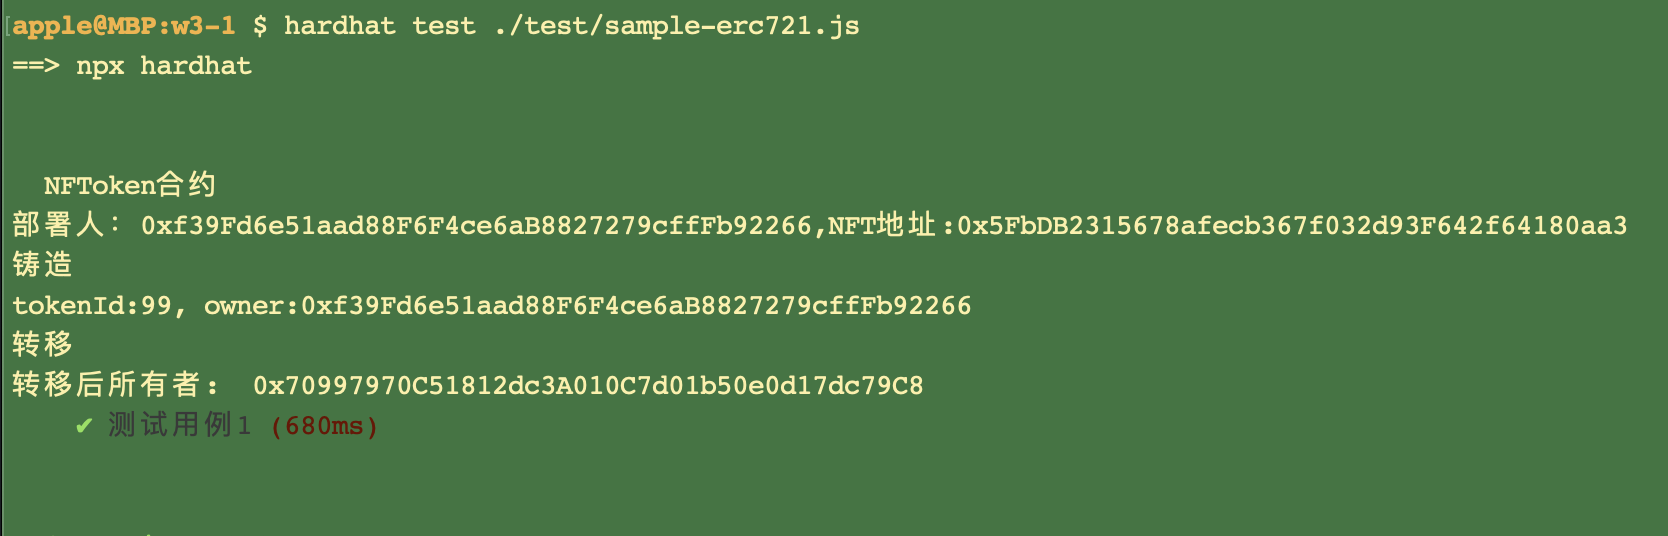 apple@MBP:w3-1 $ hardhat test ./test/sample-erc721.js
==> npx hardhat
NFToken合约
部署人：0xf39Fd6e51aad88F6F4ce6aB8827279cffFb92266,NFT地址:0x5FbDB2315678afecb367f032d93F642f64180aa3
铸造
tokenId:99, owner:0xf39Fd6e51aad88F6F4ce6aB8827279cffFb92266
转移
转移后所有者： 0x70997970C51812dc3A010C7d01b50e0d17dc79C8
✔ 测试用例1 (680ms)